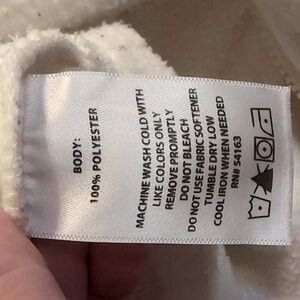 BODY:
100% POLYESTER
MACHINE WASH COLD WITH
LIKE COLORS ONLY
REMOVE PROMPTLY
DO NOT BLEACH
DO NOT USE FABRIC SOFTENER
TUMBLE DRY LOW
COOL IRON WHEN NEEDED
RN# 54163